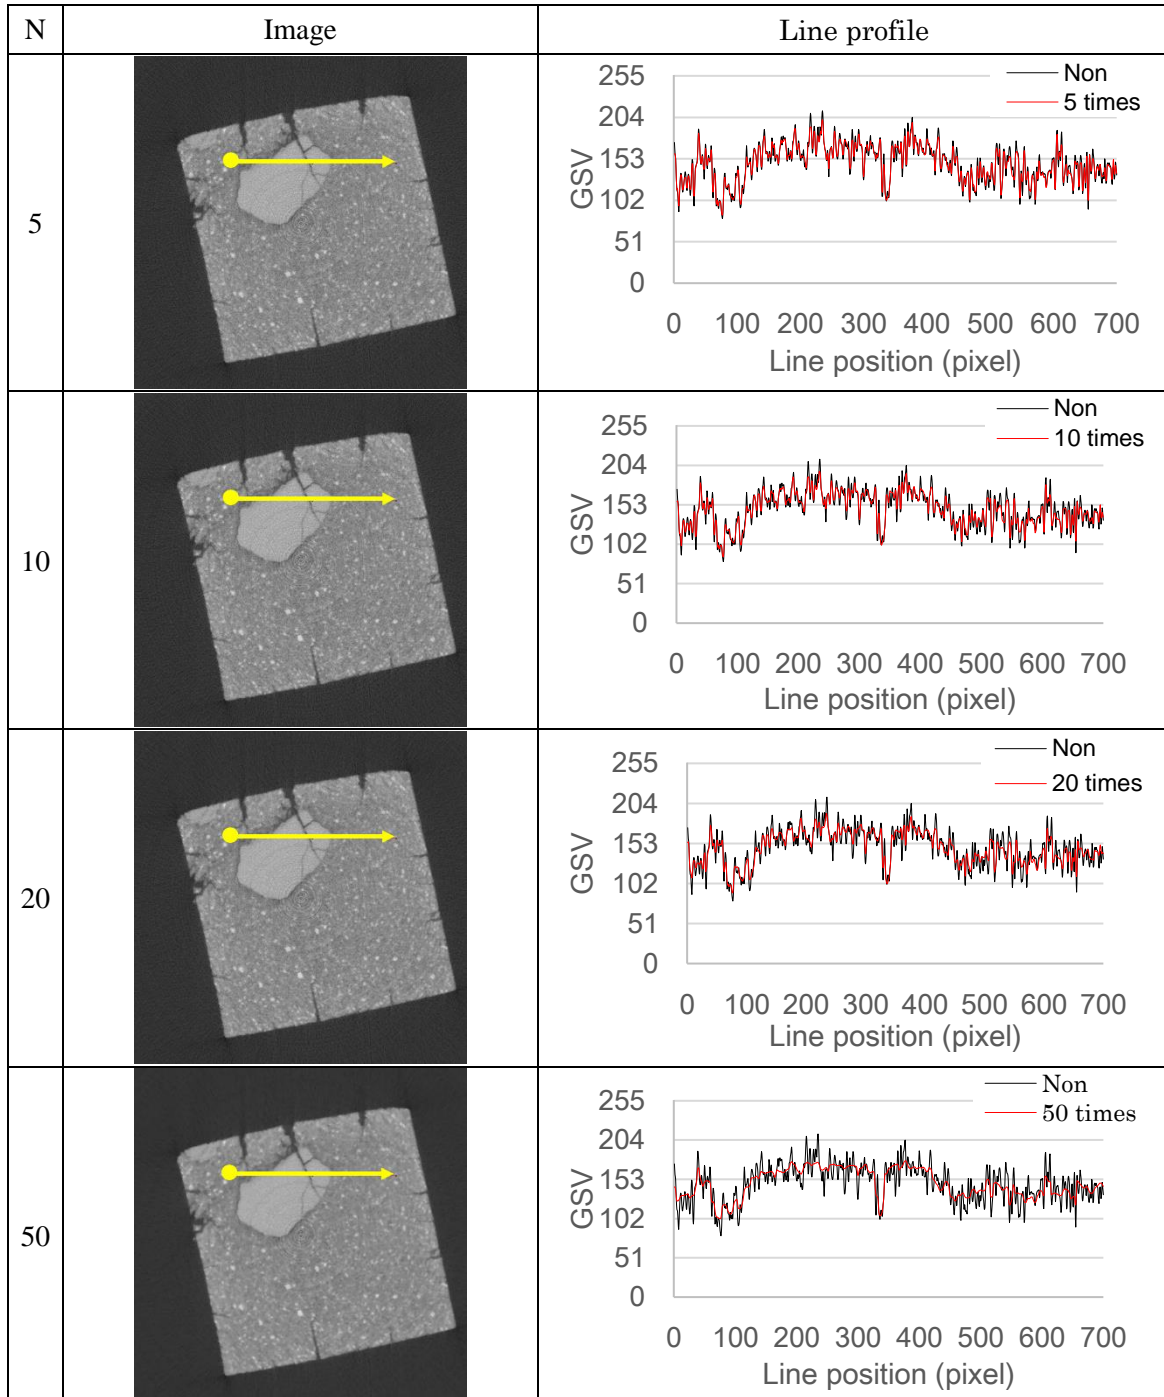 N Image Line profile
5
255
204
153
102
51
0
GSV
Non
5 times
0 100 200 300 400 500 600 700
Line position (pixel)
10
255
204
153
102
51
0
GSV
Non
10 times
0 100 200 300 400 500 600 700
Line position (pixel)
20
255
204
153
102
51
0
GSV
Non
20 times
0 100 200 300 400 500 600 700
Line position (pixel)
50
255
204
153
102
51
0
GSV
Non
50 times
0 100 200 300 400 500 600 700
Line position (pixel)